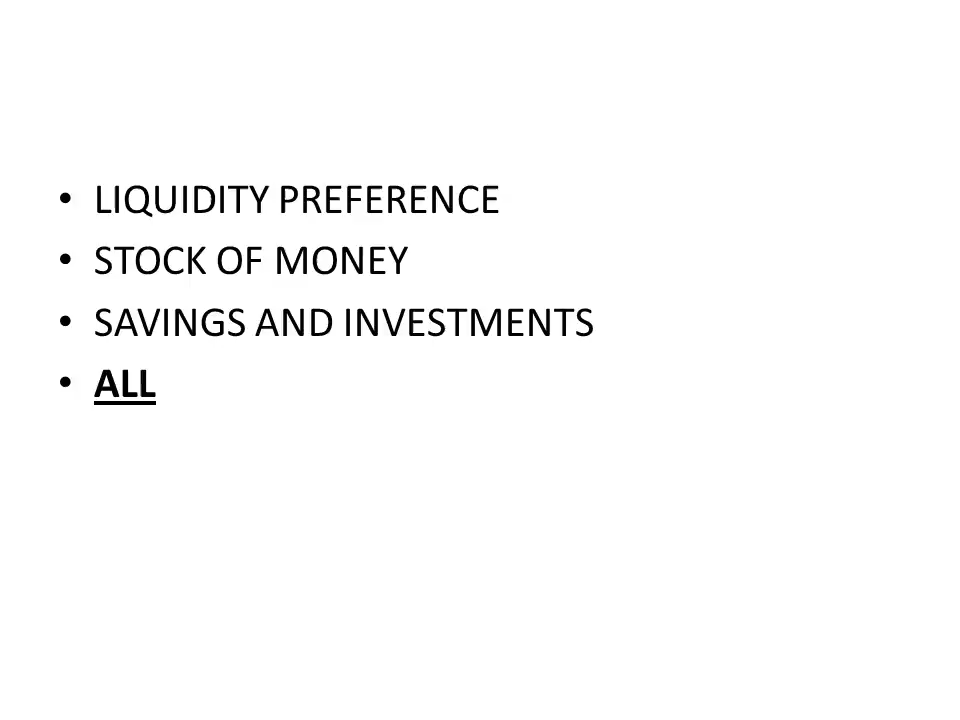 • LIQUIDITY PREFERENCE
• STOCK OF MONEY
• SAVINGS AND INVESTMENTS
• ALL